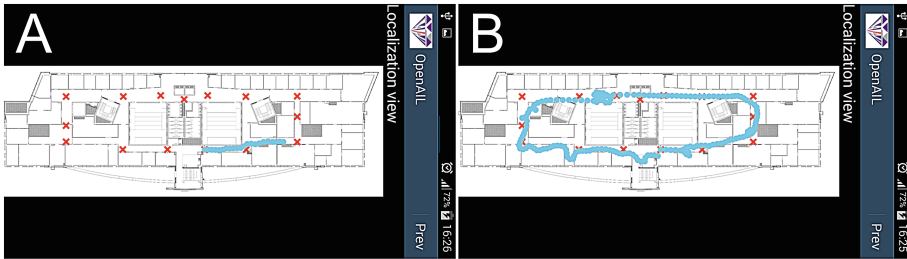 A
Localization view
OpenAIL
Prev
72%
16:26
B
Localization view
OpenAIL
Prev
72%
16:25